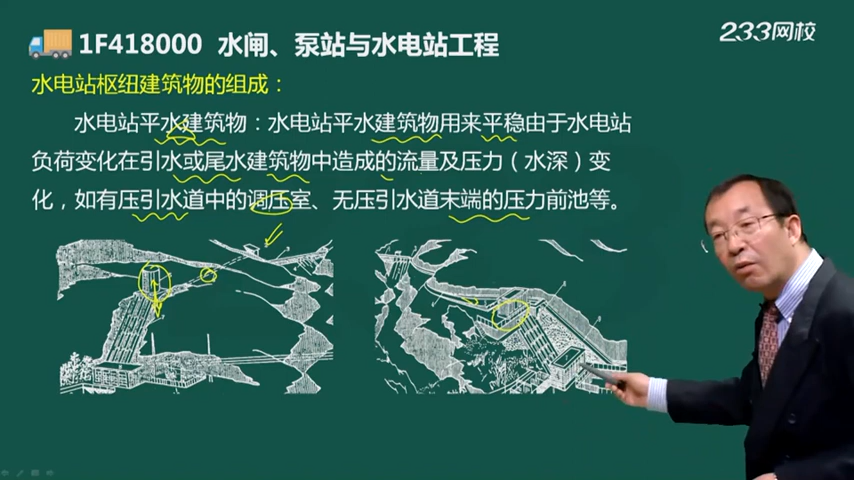 1F418000 水闸、泵站与水电站工程
233网校
水电站枢纽建筑物的组成：
水电站平水建筑物：水电站平水建筑物用来平稳由于水电站
负荷变化在引水或尾水建筑物中造成的流量及压力（水深）变
化，如有压引水道中的调压室、无压引水道末端的压力前池等。